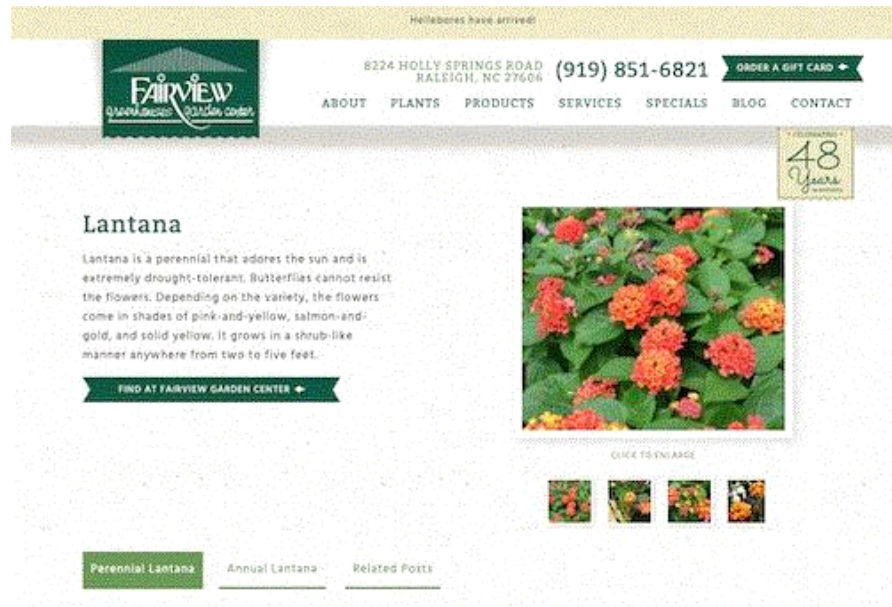 Hellebores have arrived!
FAIRVIEW
greenhouses garden center
8224 HOLLY SPRINGS ROAD
RALEIGH, NC 27606
(919) 851-6821
ORDER A GIFT CARD
ABOUT PLANTS PRODUCTS SERVICES SPECIALS BLOG CONTACT
CELEBRATING
48
Years
Lantana
Lantana is a perennial that adores the sun and is
extremely drought-tolerant. Butterflies cannot resist
the flowers. Depending on the variety, the flowers
come in shades of pink-and-yellow, salmon-and-
gold, and solid yellow. It grows in a shrub-like
manner anywhere from two to five feet.
FIND AT FAIRVIEW GARDEN CENTER
CLICK TO ENLARGE
Perennial Lantana Annual Lantana Related Posts